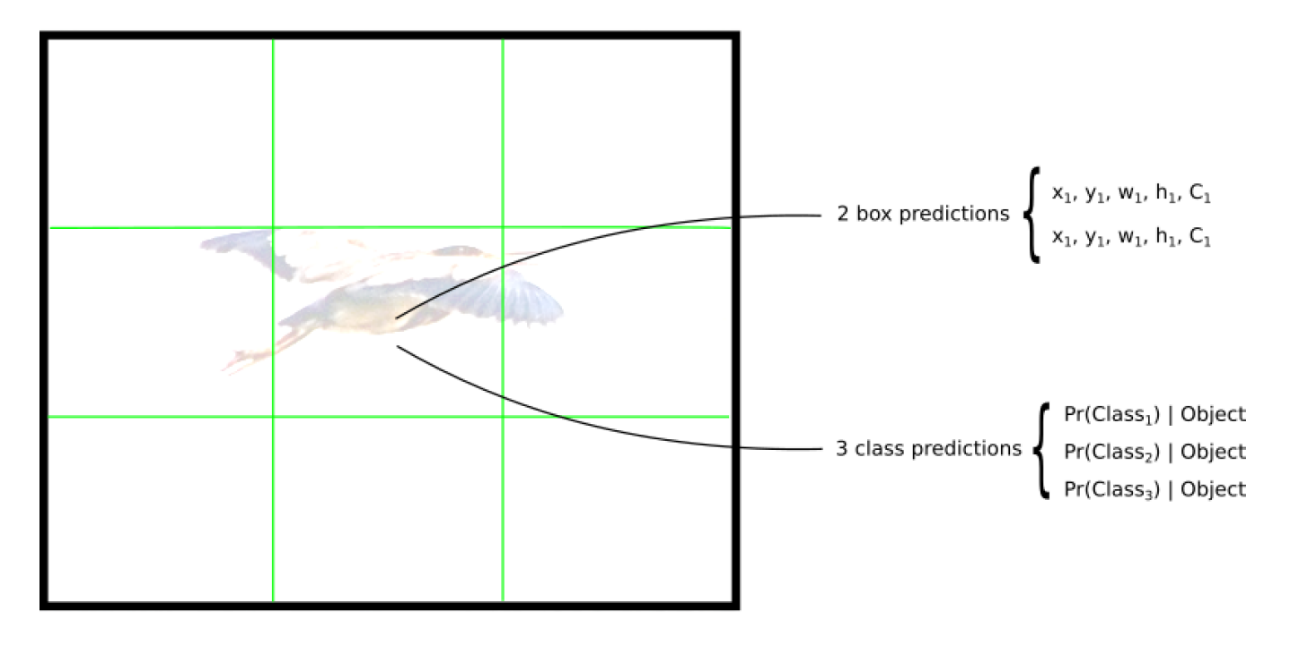 2 box predictions
x₁, y₁, w₁, h₁, C₁
x₁, y₁, w₁, h₁, C₁
3 class predictions
Pr(Class₁) | Object
Pr(Class₂) | Object
Pr(Class₃) | Object